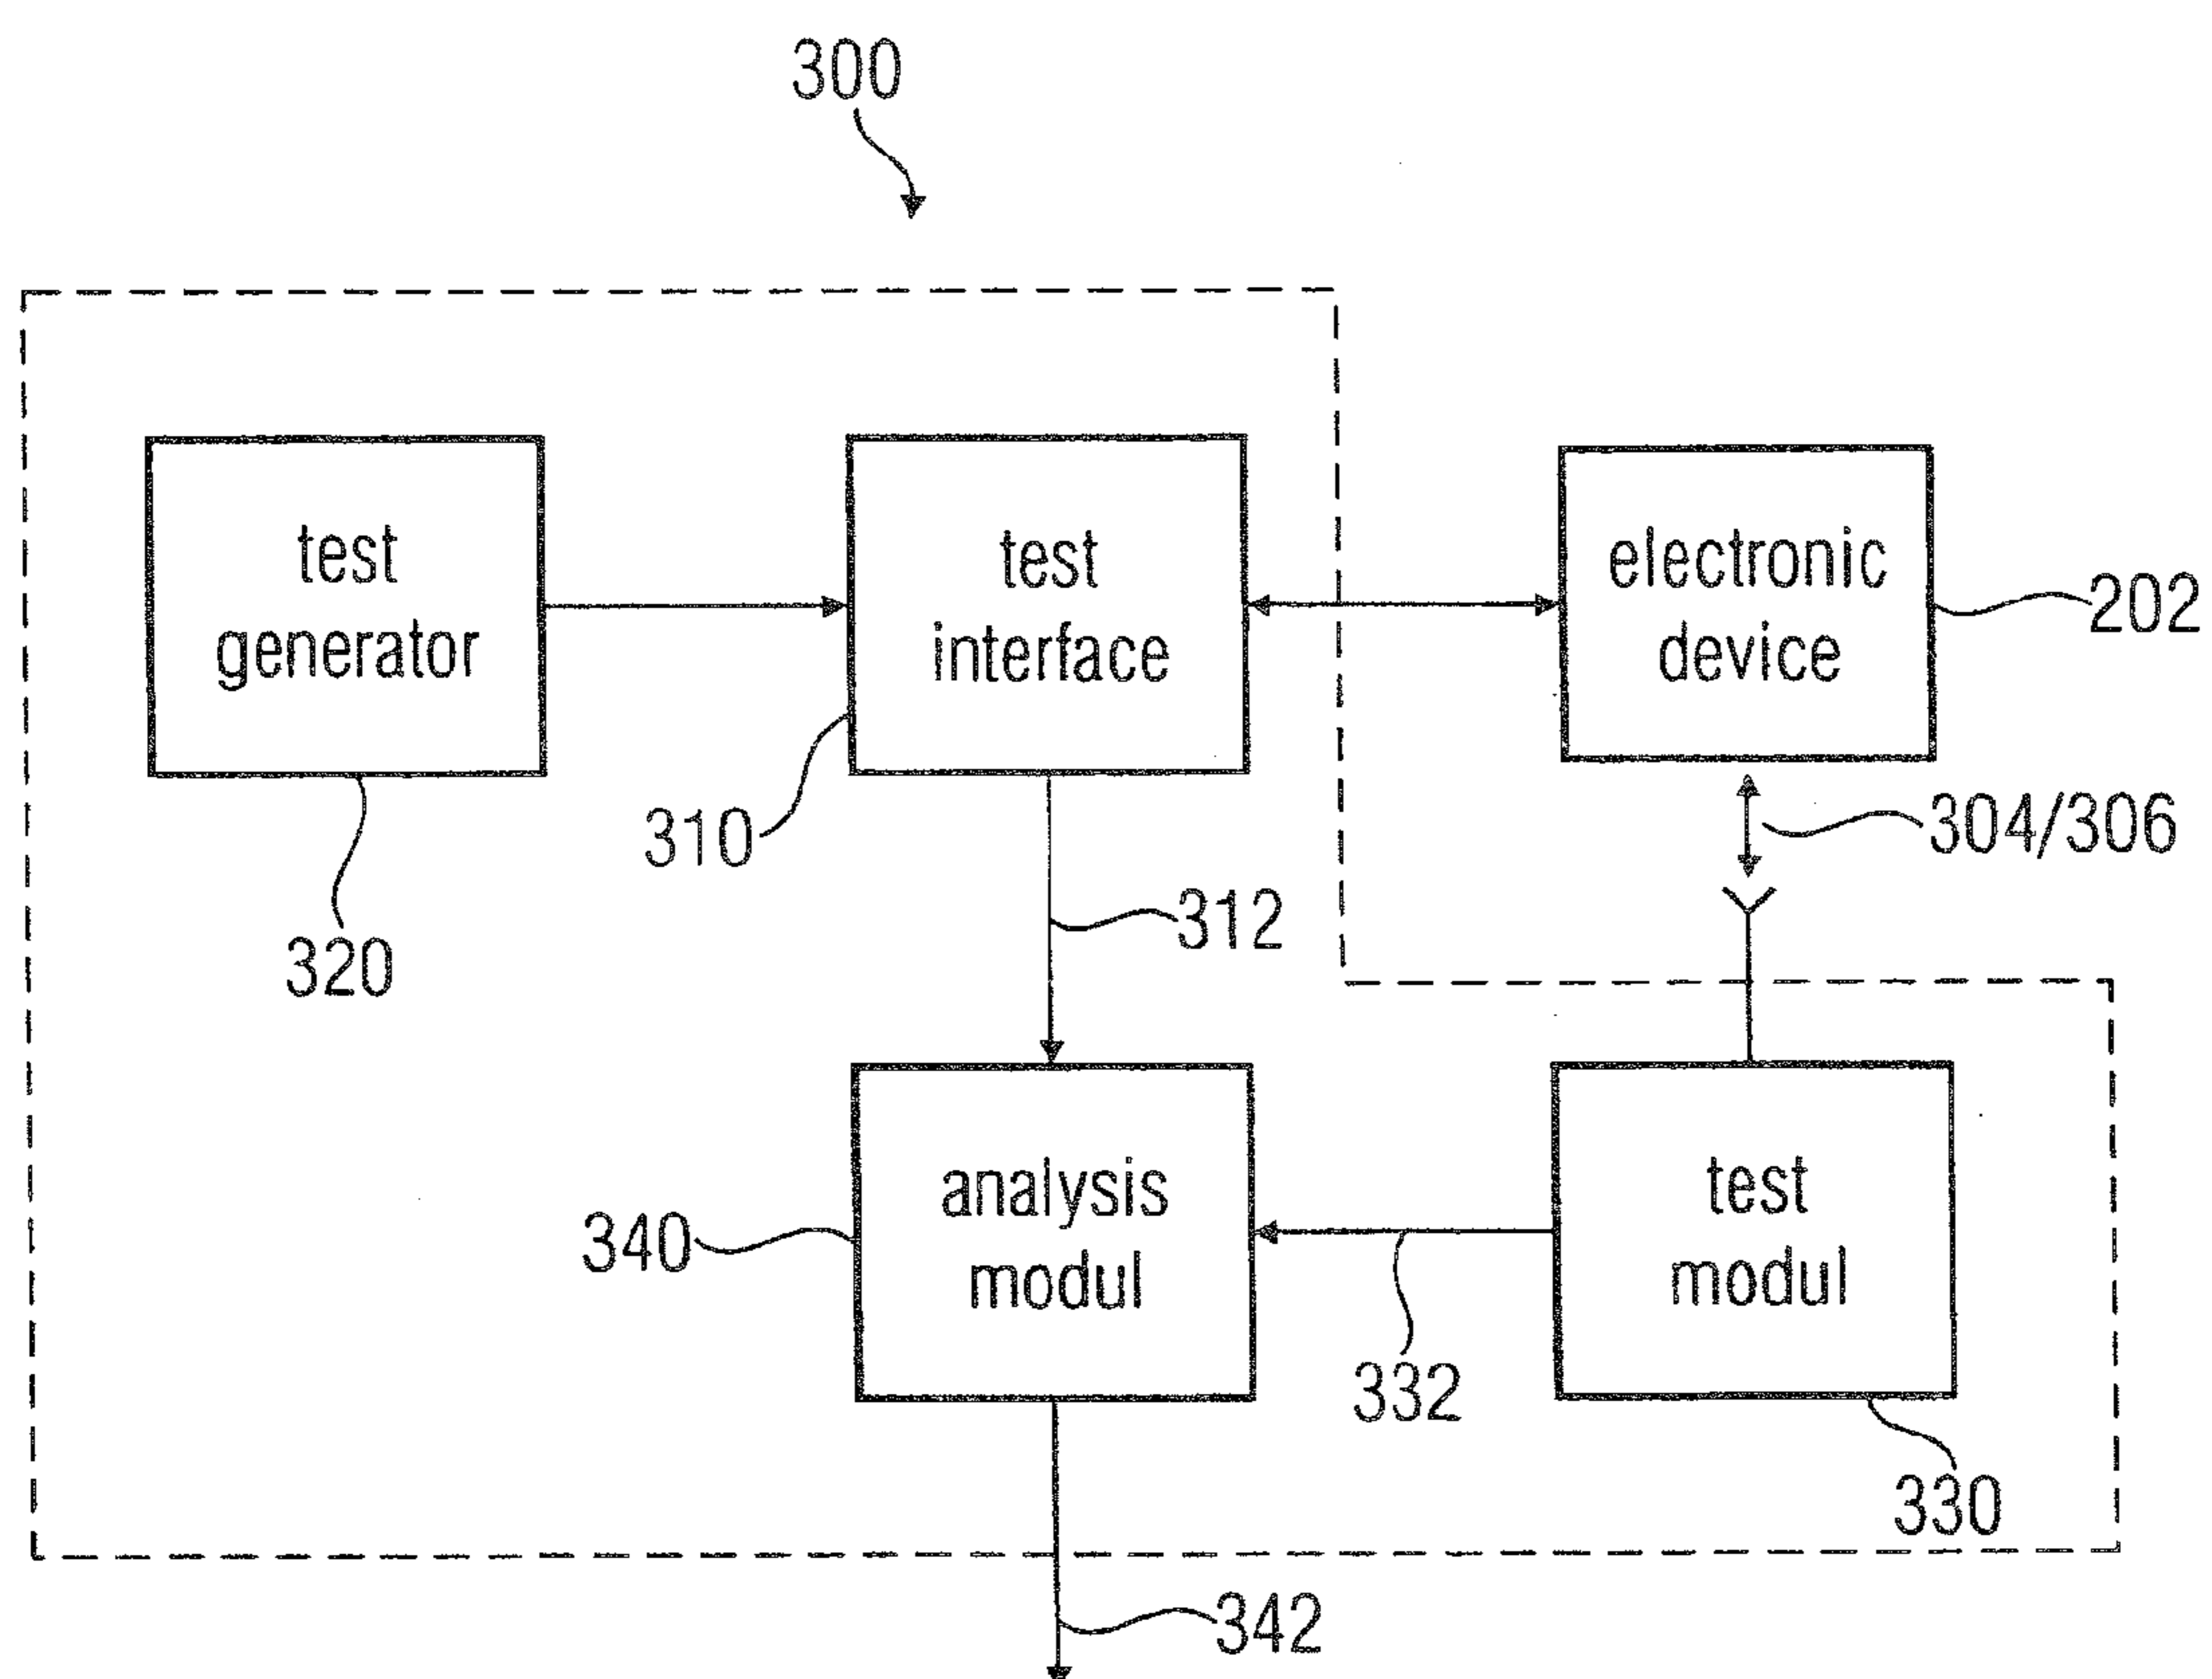 300
test
generator
test
interface
electronic
device
202
310
304/306
320
312
analysis
modul
test
modul
340
332
330
342